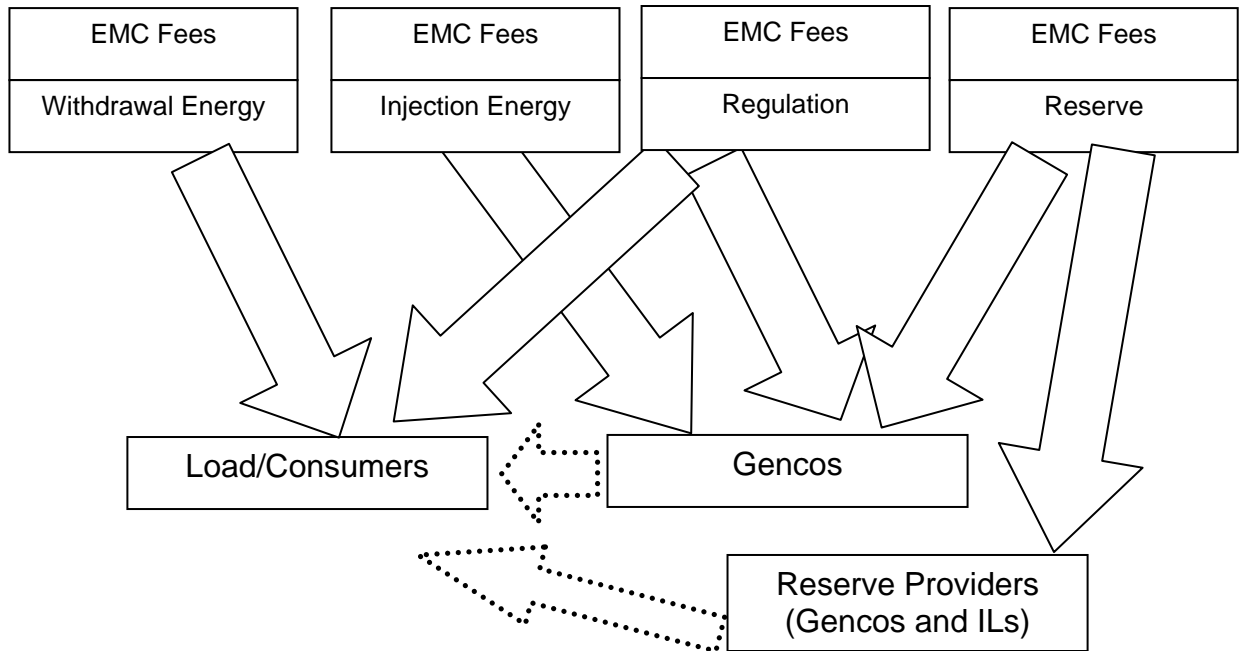 EMC Fees
Withdrawal Energy
EMC Fees
Injection Energy
EMC Fees
Regulation
EMC Fees
Reserve
Load/Consumers
Gencos
Reserve Providers
(Gencos and ILs)